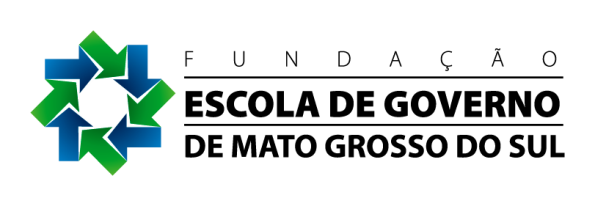 FUNDAÇÃO
ESCOLA DE GOVERNO
DE MATO GROSSO DO SUL